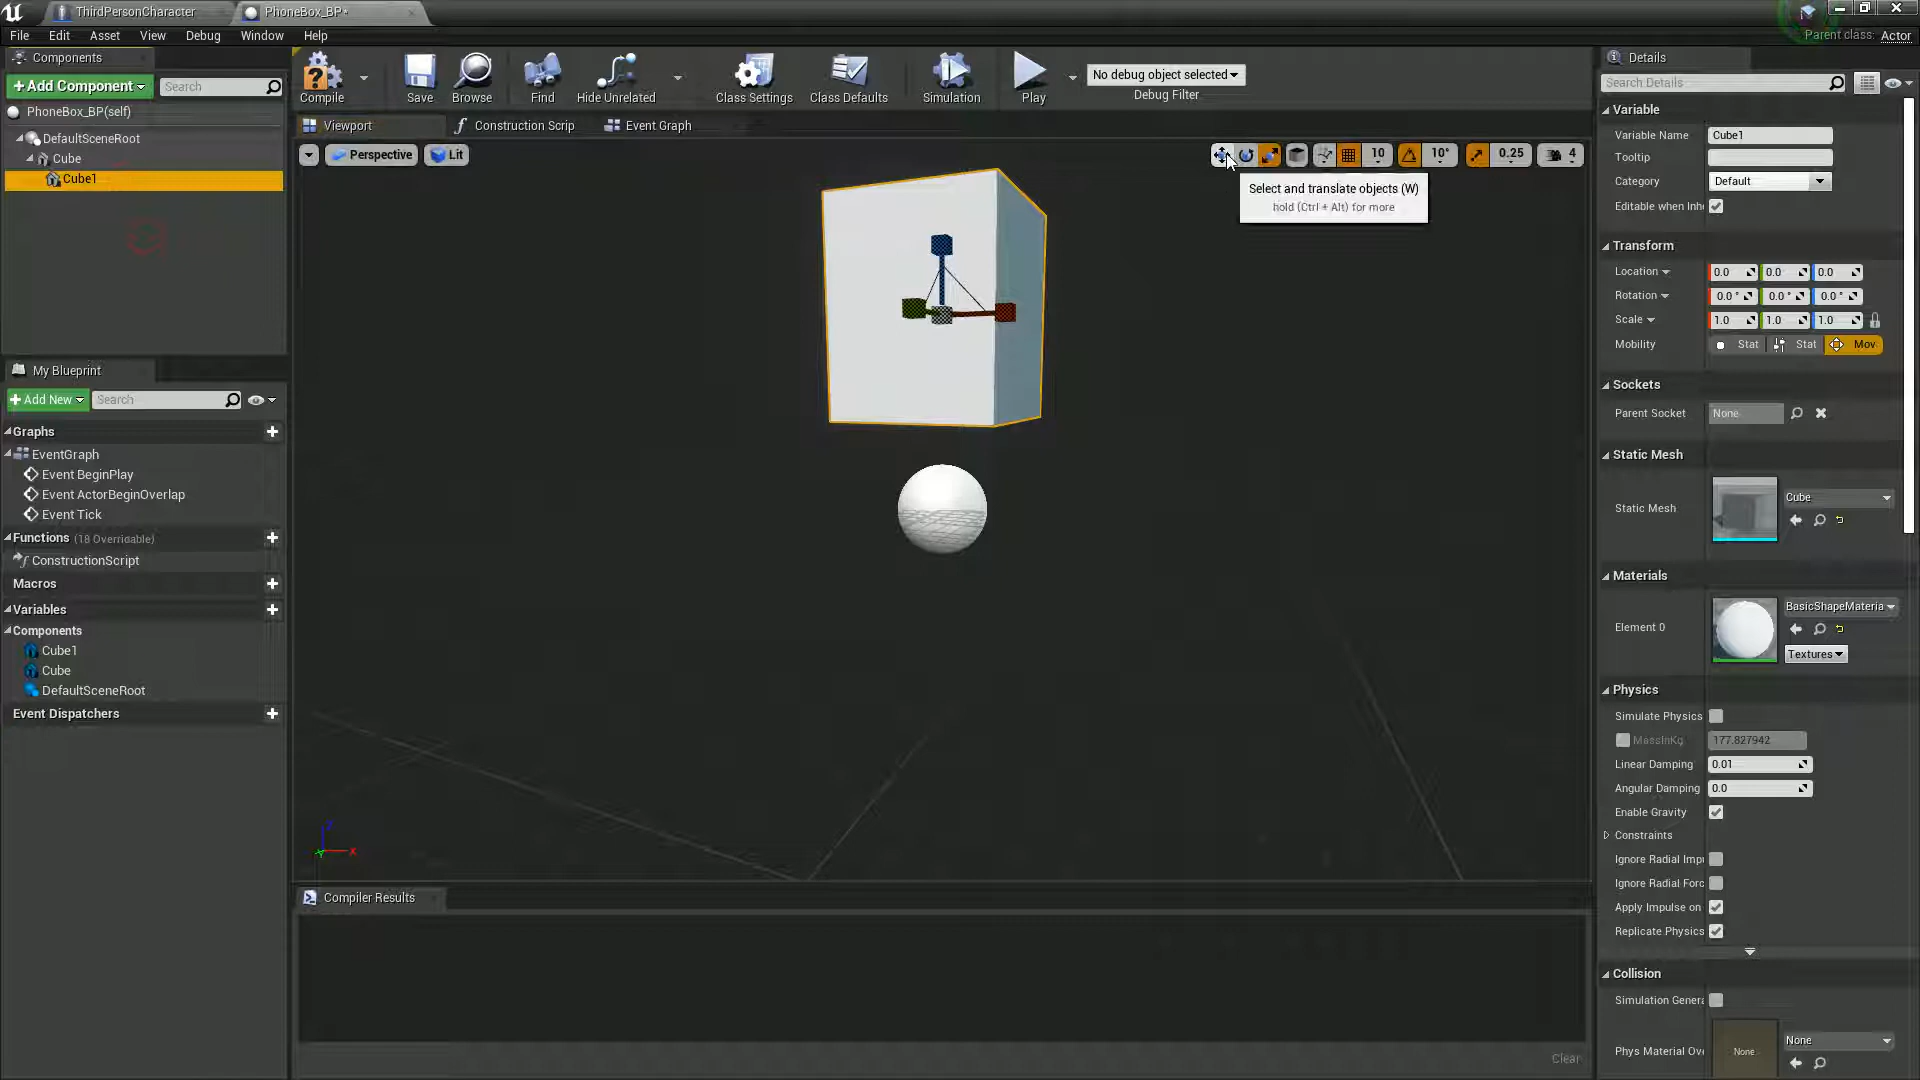 ThirdPersonCharacter
PhoneBox_BP*
File Edit Asset View Debug Window Help
Parent class: Actor
Components
+Add Component
Search
PhoneBox_BP(self)
DefaultSceneRoot
Cube
Cube1
Compile
Save
Browse
Find
Hide Unrelated
Class Settings
Class Defaults
Simulation
Play
No debug object selected
Debug Filter
Viewport
Construction Scrip
Event Graph
Perspective
Lit
10
10°
0.25
4
Select and translate objects (W)
hold (Ctrl + Alt) for more
Z
X
Y
My Blueprint
+Add New
Search
Graphs
EventGraph
Event BeginPlay
Event ActorBeginOverlap
Event Tick
Functions (18 Overridable)
ConstructionScript
Macros
Variables
Components
Cube1
Cube
DefaultSceneRoot
Event Dispatchers
Compiler Results
Clear
Details
Search Details
Variable
Variable Name Cube1
Tooltip
Category Default
Editable when Inhe
Transform
Location 0.0 0.0 0.0
Rotation 0.0 ° 0.0 ° 0.0 °
Scale 1.0 1.0 1.0
Mobility Stat Stat Mov
Sockets
Parent Socket None
Static Mesh
Static Mesh Cube
Materials
Element 0 BasicShapeMateria
Textures
Physics
Simulate Physics
MassInKg 177.827942
Linear Damping 0.01
Angular Damping 0.0
Enable Gravity
Constraints
Ignore Radial Impu
Ignore Radial Forc
Apply Impulse on
Replicate Physics
Collision
Simulation Genera
Phys Material Ove None None